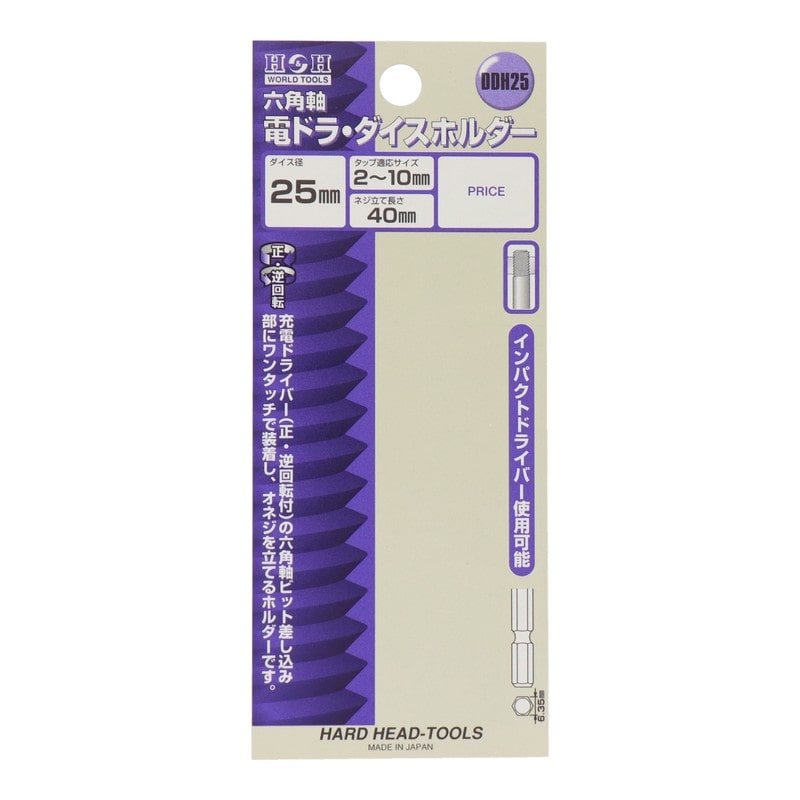 H&H
WORLD TOOLS
DDH25
六角軸
電ドラ・ダイスホルダー
ダイス径
25mm
タップ適応サイズ
2〜10mm
ネジ立て長さ
40mm
PRICE
正・逆回転
充電ドライバー(正・逆回転付)の六角軸ビット差し込み
部にワンタッチで装着し、オネジを立てるホルダーです。
インパクトドライバー使用可能
6.35mm
HARD HEAD-TOOLS
MADE IN JAPAN